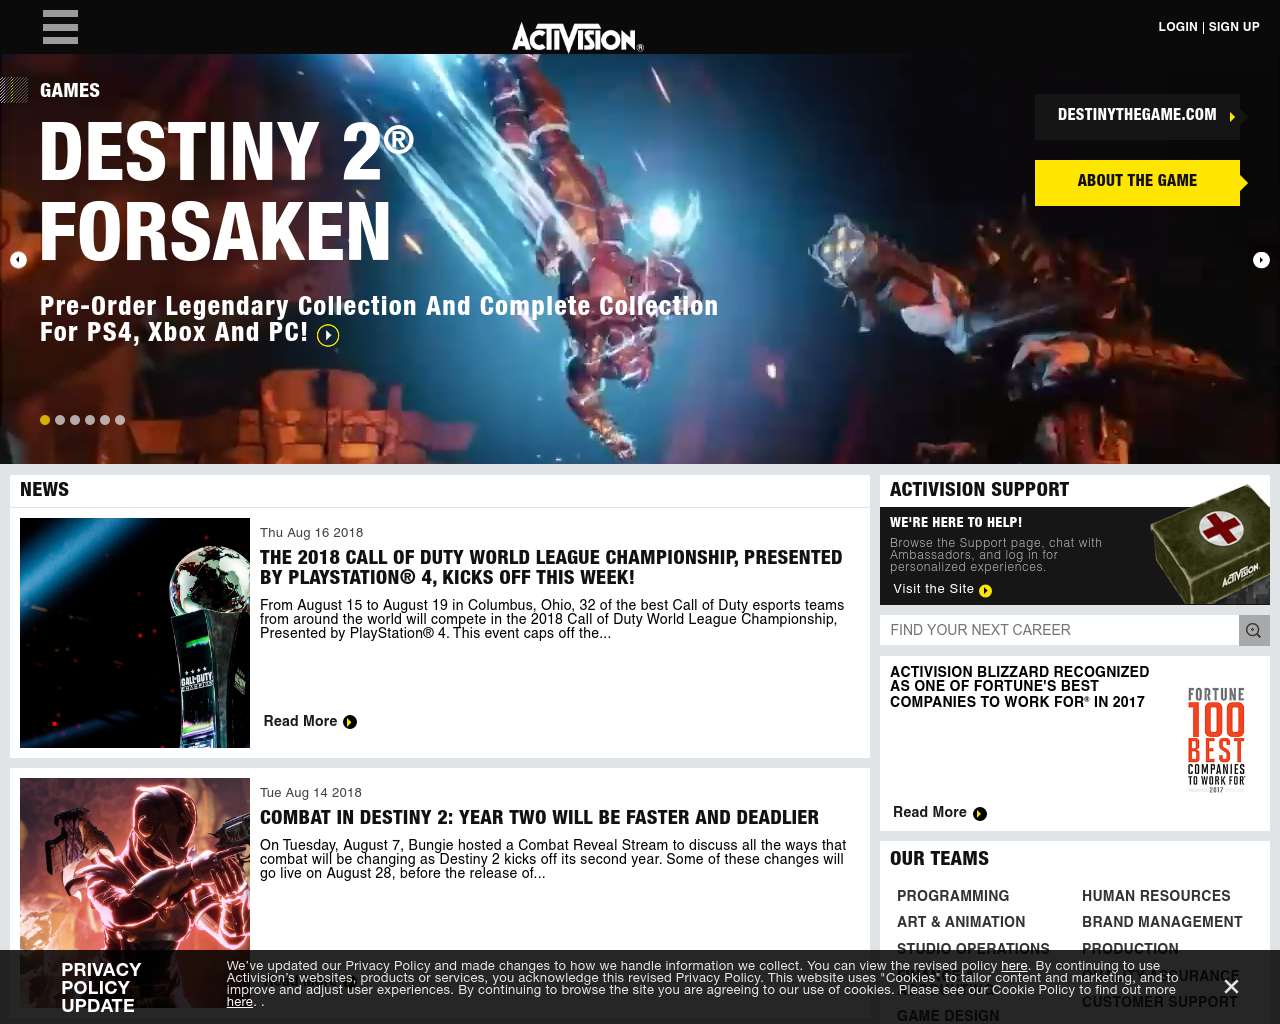 ACTIVISION®
LOGIN | SIGN UP
GAMES
DESTINY 2®
FORSAKEN
Pre-Order Legendary Collection And Complete Collection
For PS4, Xbox And PC!
DESTINYTHEGAME.COM
ABOUT THE GAME
NEWS
Thu Aug 16 2018
THE 2018 CALL OF DUTY WORLD LEAGUE CHAMPIONSHIP, PRESENTED
BY PLAYSTATION® 4, KICKS OFF THIS WEEK!
From August 15 to August 19 in Columbus, Ohio, 32 of the best Call of Duty esports teams
from around the world will compete in the 2018 Call of Duty World League Championship,
Presented by PlayStation® 4. This event caps off the...
Read More
CALL OF DUTY
Tue Aug 14 2018
COMBAT IN DESTINY 2: YEAR TWO WILL BE FASTER AND DEADLIER
On Tuesday, August 7, Bungie hosted a Combat Reveal Stream to discuss all the ways that
combat will be changing as Destiny 2 kicks off its second year. Some of these changes will
go live on August 28, before the release of...
ACTIVISION SUPPORT
WE'RE HERE TO HELP!
Browse the Support page, chat with
Ambassadors, and log in for
personalized experiences.
Visit the Site
ACTIVISION
FIND YOUR NEXT CAREER
ACTIVISION BLIZZARD RECOGNIZED
AS ONE OF FORTUNE'S BEST
COMPANIES TO WORK FOR® IN 2017
FORTUNE
100
BEST
COMPANIES
TO WORK FOR
2017
Read More
OUR TEAMS
PROGRAMMING
HUMAN RESOURCES
ART & ANIMATION
BRAND MANAGEMENT
STUDIO OPERATIONS
PRODUCTION
CUSTOMER SUPPORT
GAME DESIGN
PRIVACY
POLICY
UPDATE
We've updated our Privacy Policy and made changes to how we handle information we collect. You can view the revised policy here. By continuing to use
Activision's websites, products or services, you acknowledge this revised Privacy Policy. This website uses "Cookies" to tailor content and marketing, and to
improve and adjust user experiences. By continuing to browse the site you are agreeing to our use of cookies. Please see our Cookie Policy to find out more
here. .